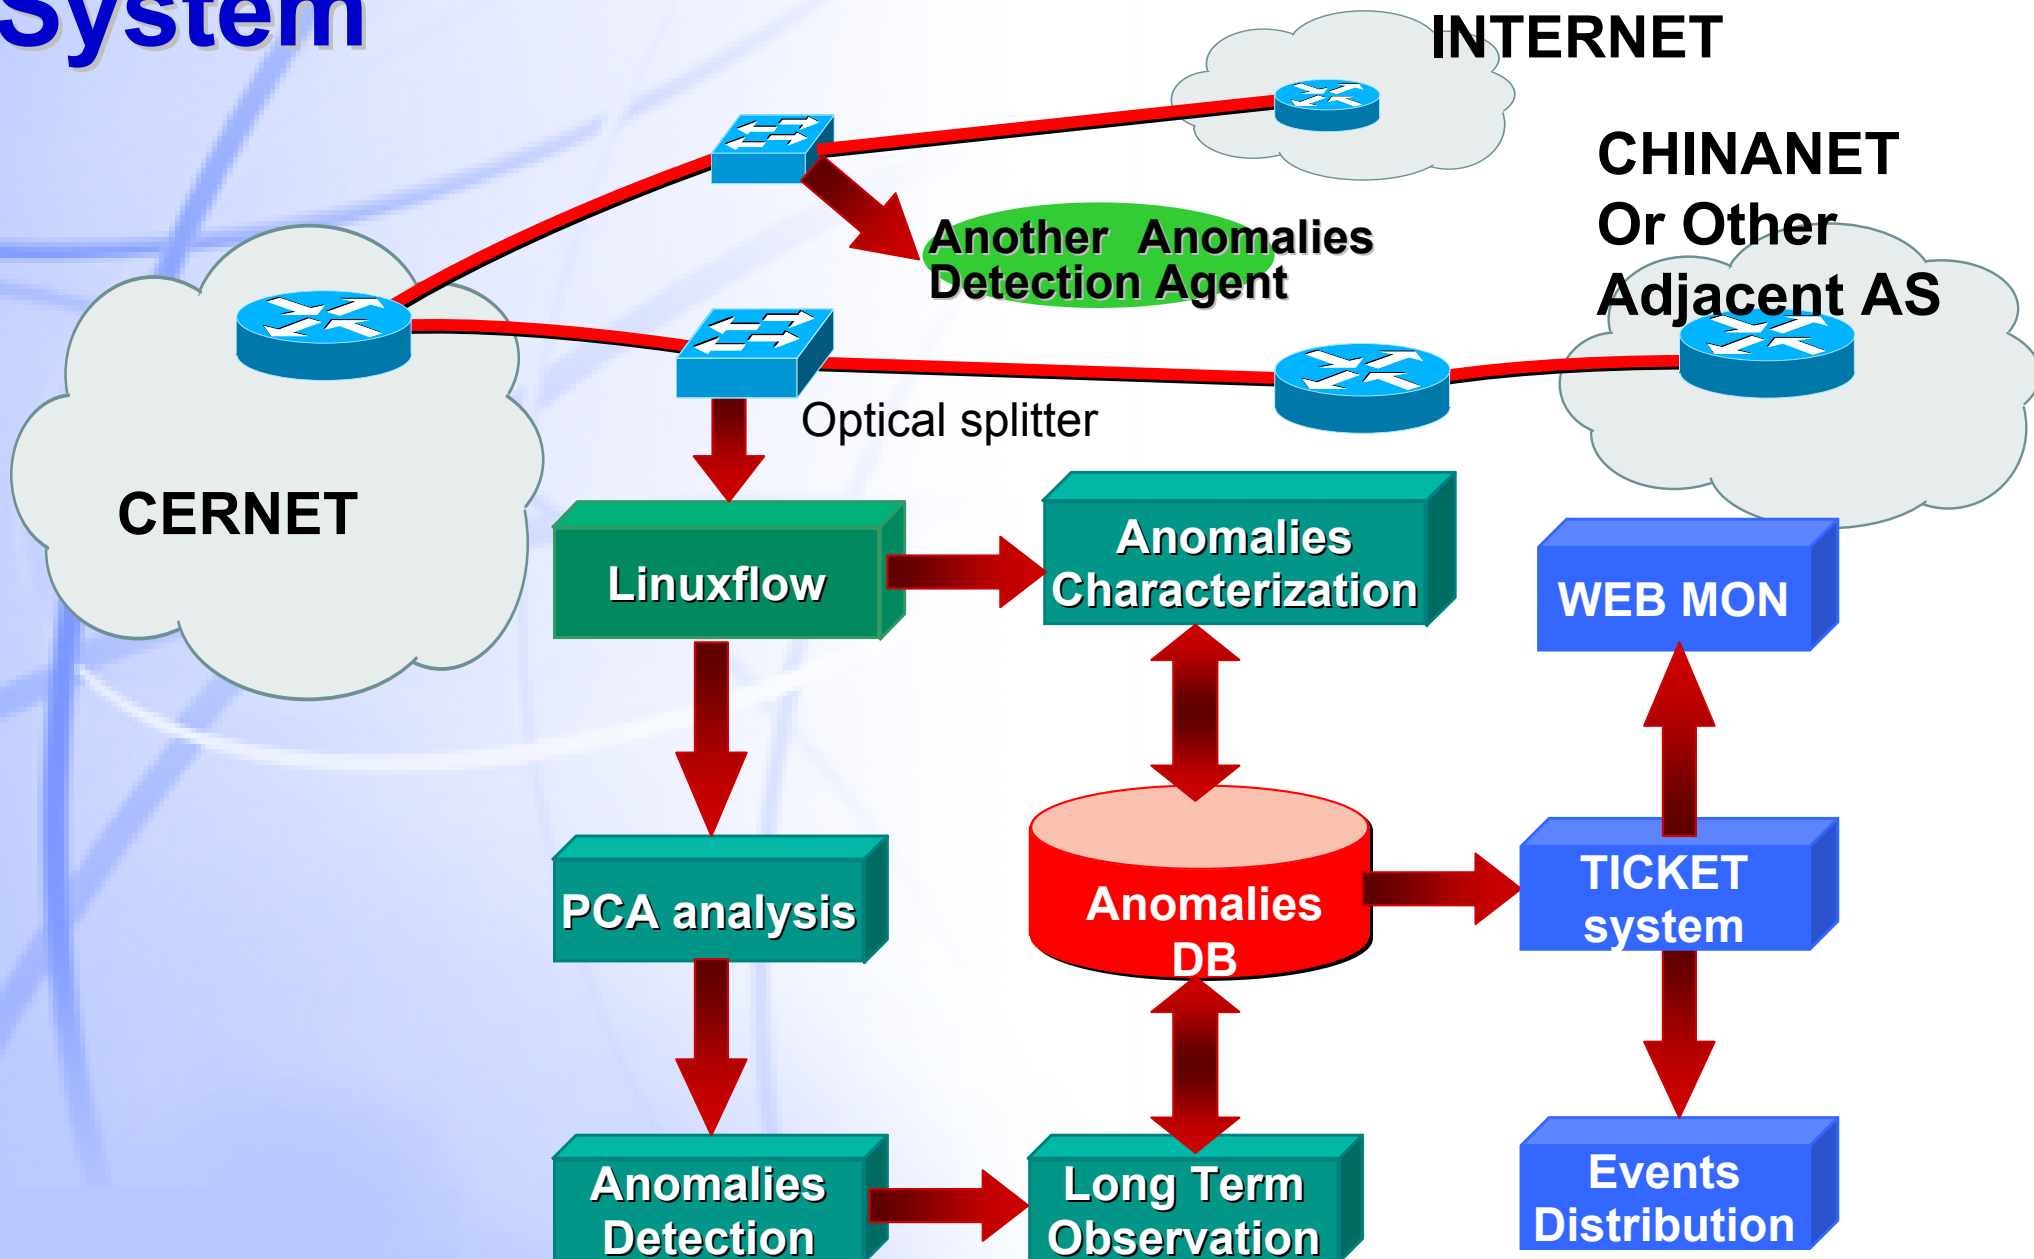 System
INTERNET
CHINANET
Or Other
Adjacent AS
Another Anomalies
Detection Agent
Optical splitter
CERNET
Linuxflow
Anomalies
Characterization
WEB MON
PCA analysis
Anomalies
DB
TICKET
system
Anomalies
Detection
Long Term
Observation
Events
Distribution